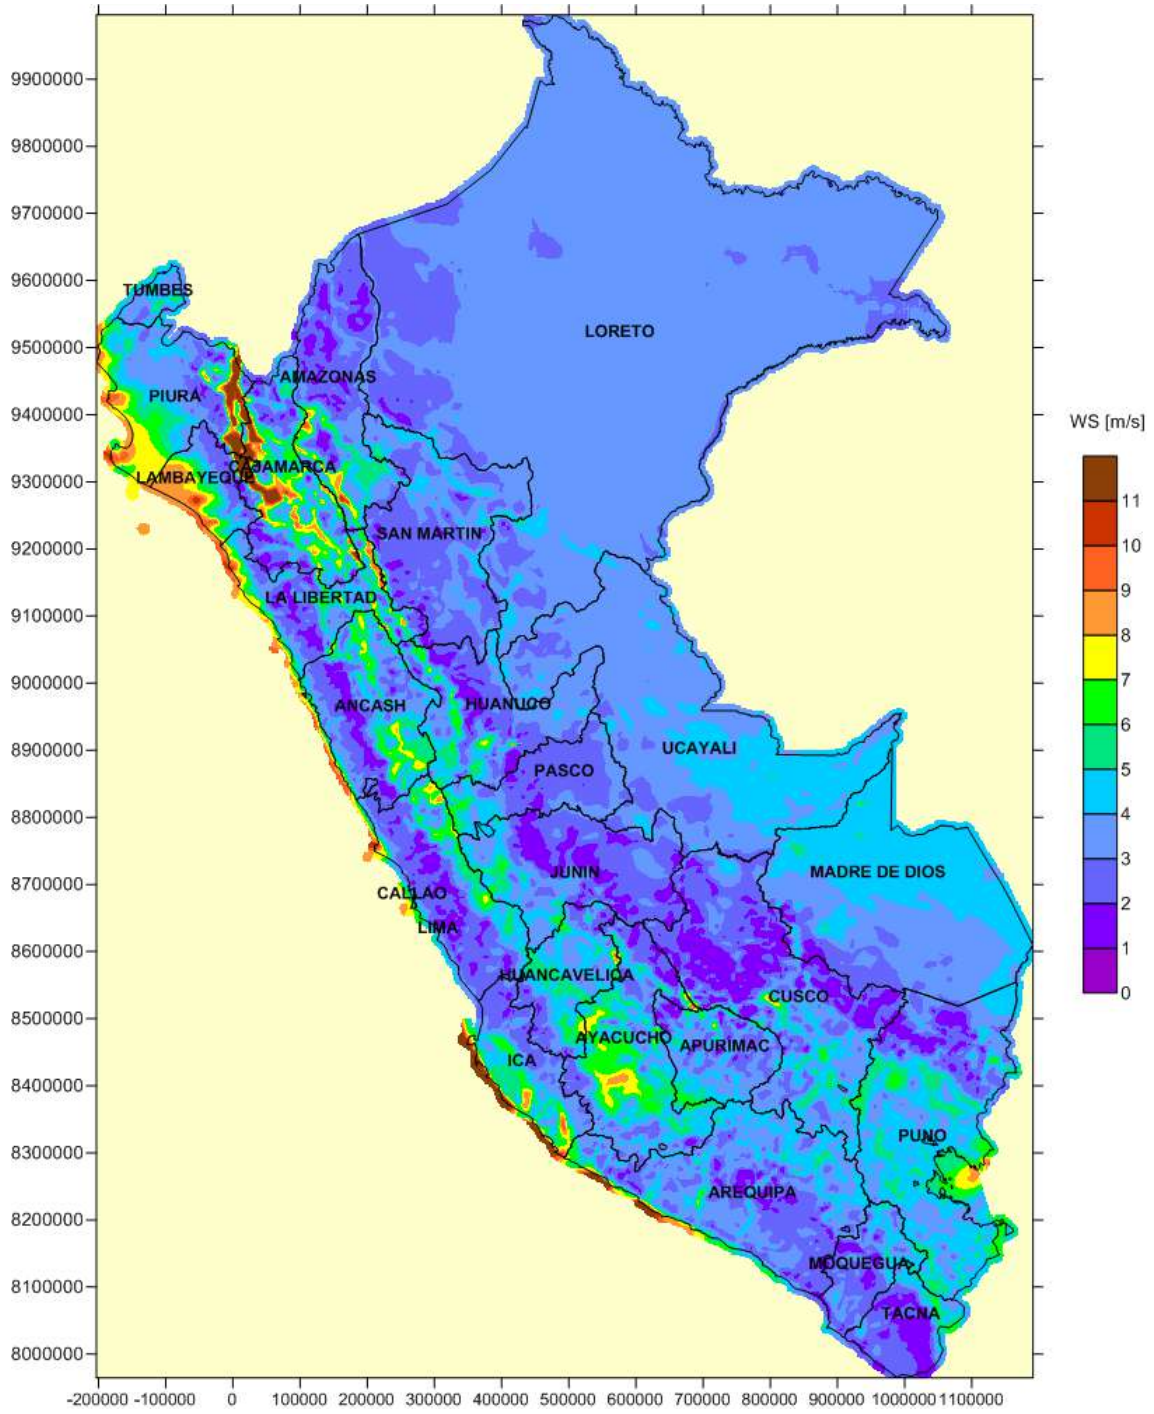 9900000
9800000
9700000
9600000
9500000
9400000
9300000
9200000
9100000
9000000
8900000
8800000
8700000
8600000
8500000
8400000
8300000
8200000
8100000
8000000
-200000 -100000 0 100000 200000 300000 400000 500000 600000 700000 800000 900000 1000000 1100000
TUMBES
LORETO
AMAZONAS
PIURA
CAJAMARCA
LAMBAYEQUE
SAN MARTIN
LA LIBERTAD
ANCASH
HUANUCO
UCAYALI
PASCO
JUNIN
MADRE DE DIOS
CALLAO
LIMA
HUANCAVELICA
CUSCO
AYACUCHO
APURIMAC
ICA
PUNO
AREQUIPA
MOQUEGUA
TACNA
WS [m/s]
11
10
9
8
7
6
5
4
3
2
1
0